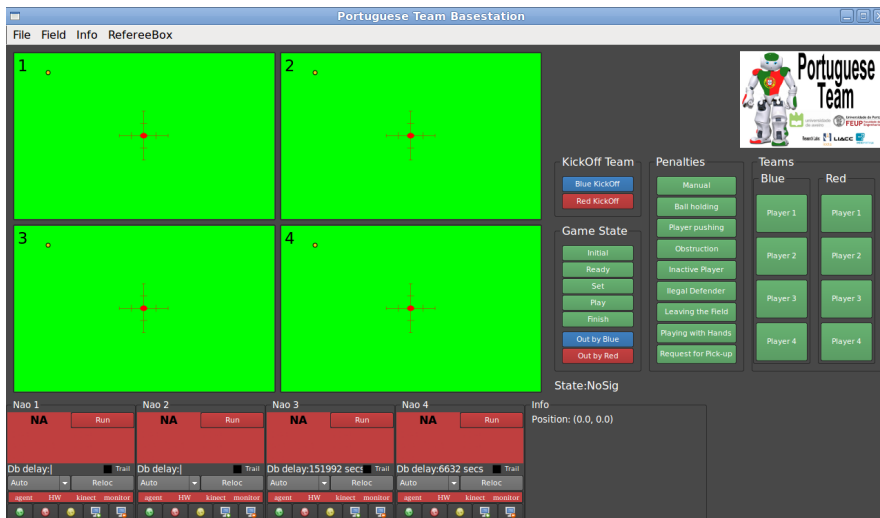 Portuguese Team Basestation
File Field Info RefereeBox
1
2
3
4
Portuguese
Team
FEUP
LIACC
KickOff Team
Blue KickOff
Red KickOff
Game State
Initial
Ready
Set
Play
Finish
Out by Blue
Out by Red
Penalties
Manual
Ball holding
Player pushing
Obstruction
Inactive Player
Ilegal Defender
Leaving the Field
Playing with Hands
Request for Pick-up
Teams
Blue Red
Player 1 Player 1
Player 2 Player 2
Player 3 Player 3
Player 4 Player 4
State:NoSig
Nao 1
NA Run
Db delay:| Trail
Auto Reloc
agent HW kinect monitor
Nao 2
NA Run
Db delay:| Trail
Auto Reloc
agent HW kinect monitor
Nao 3
NA Run
Db delay:151992 secs Trail
Auto Reloc
agent HW kinect monitor
Nao 4
NA Run
Db delay:6632 secs Trail
Auto Reloc
agent HW kinect monitor
Info
Position: (0.0, 0.0)